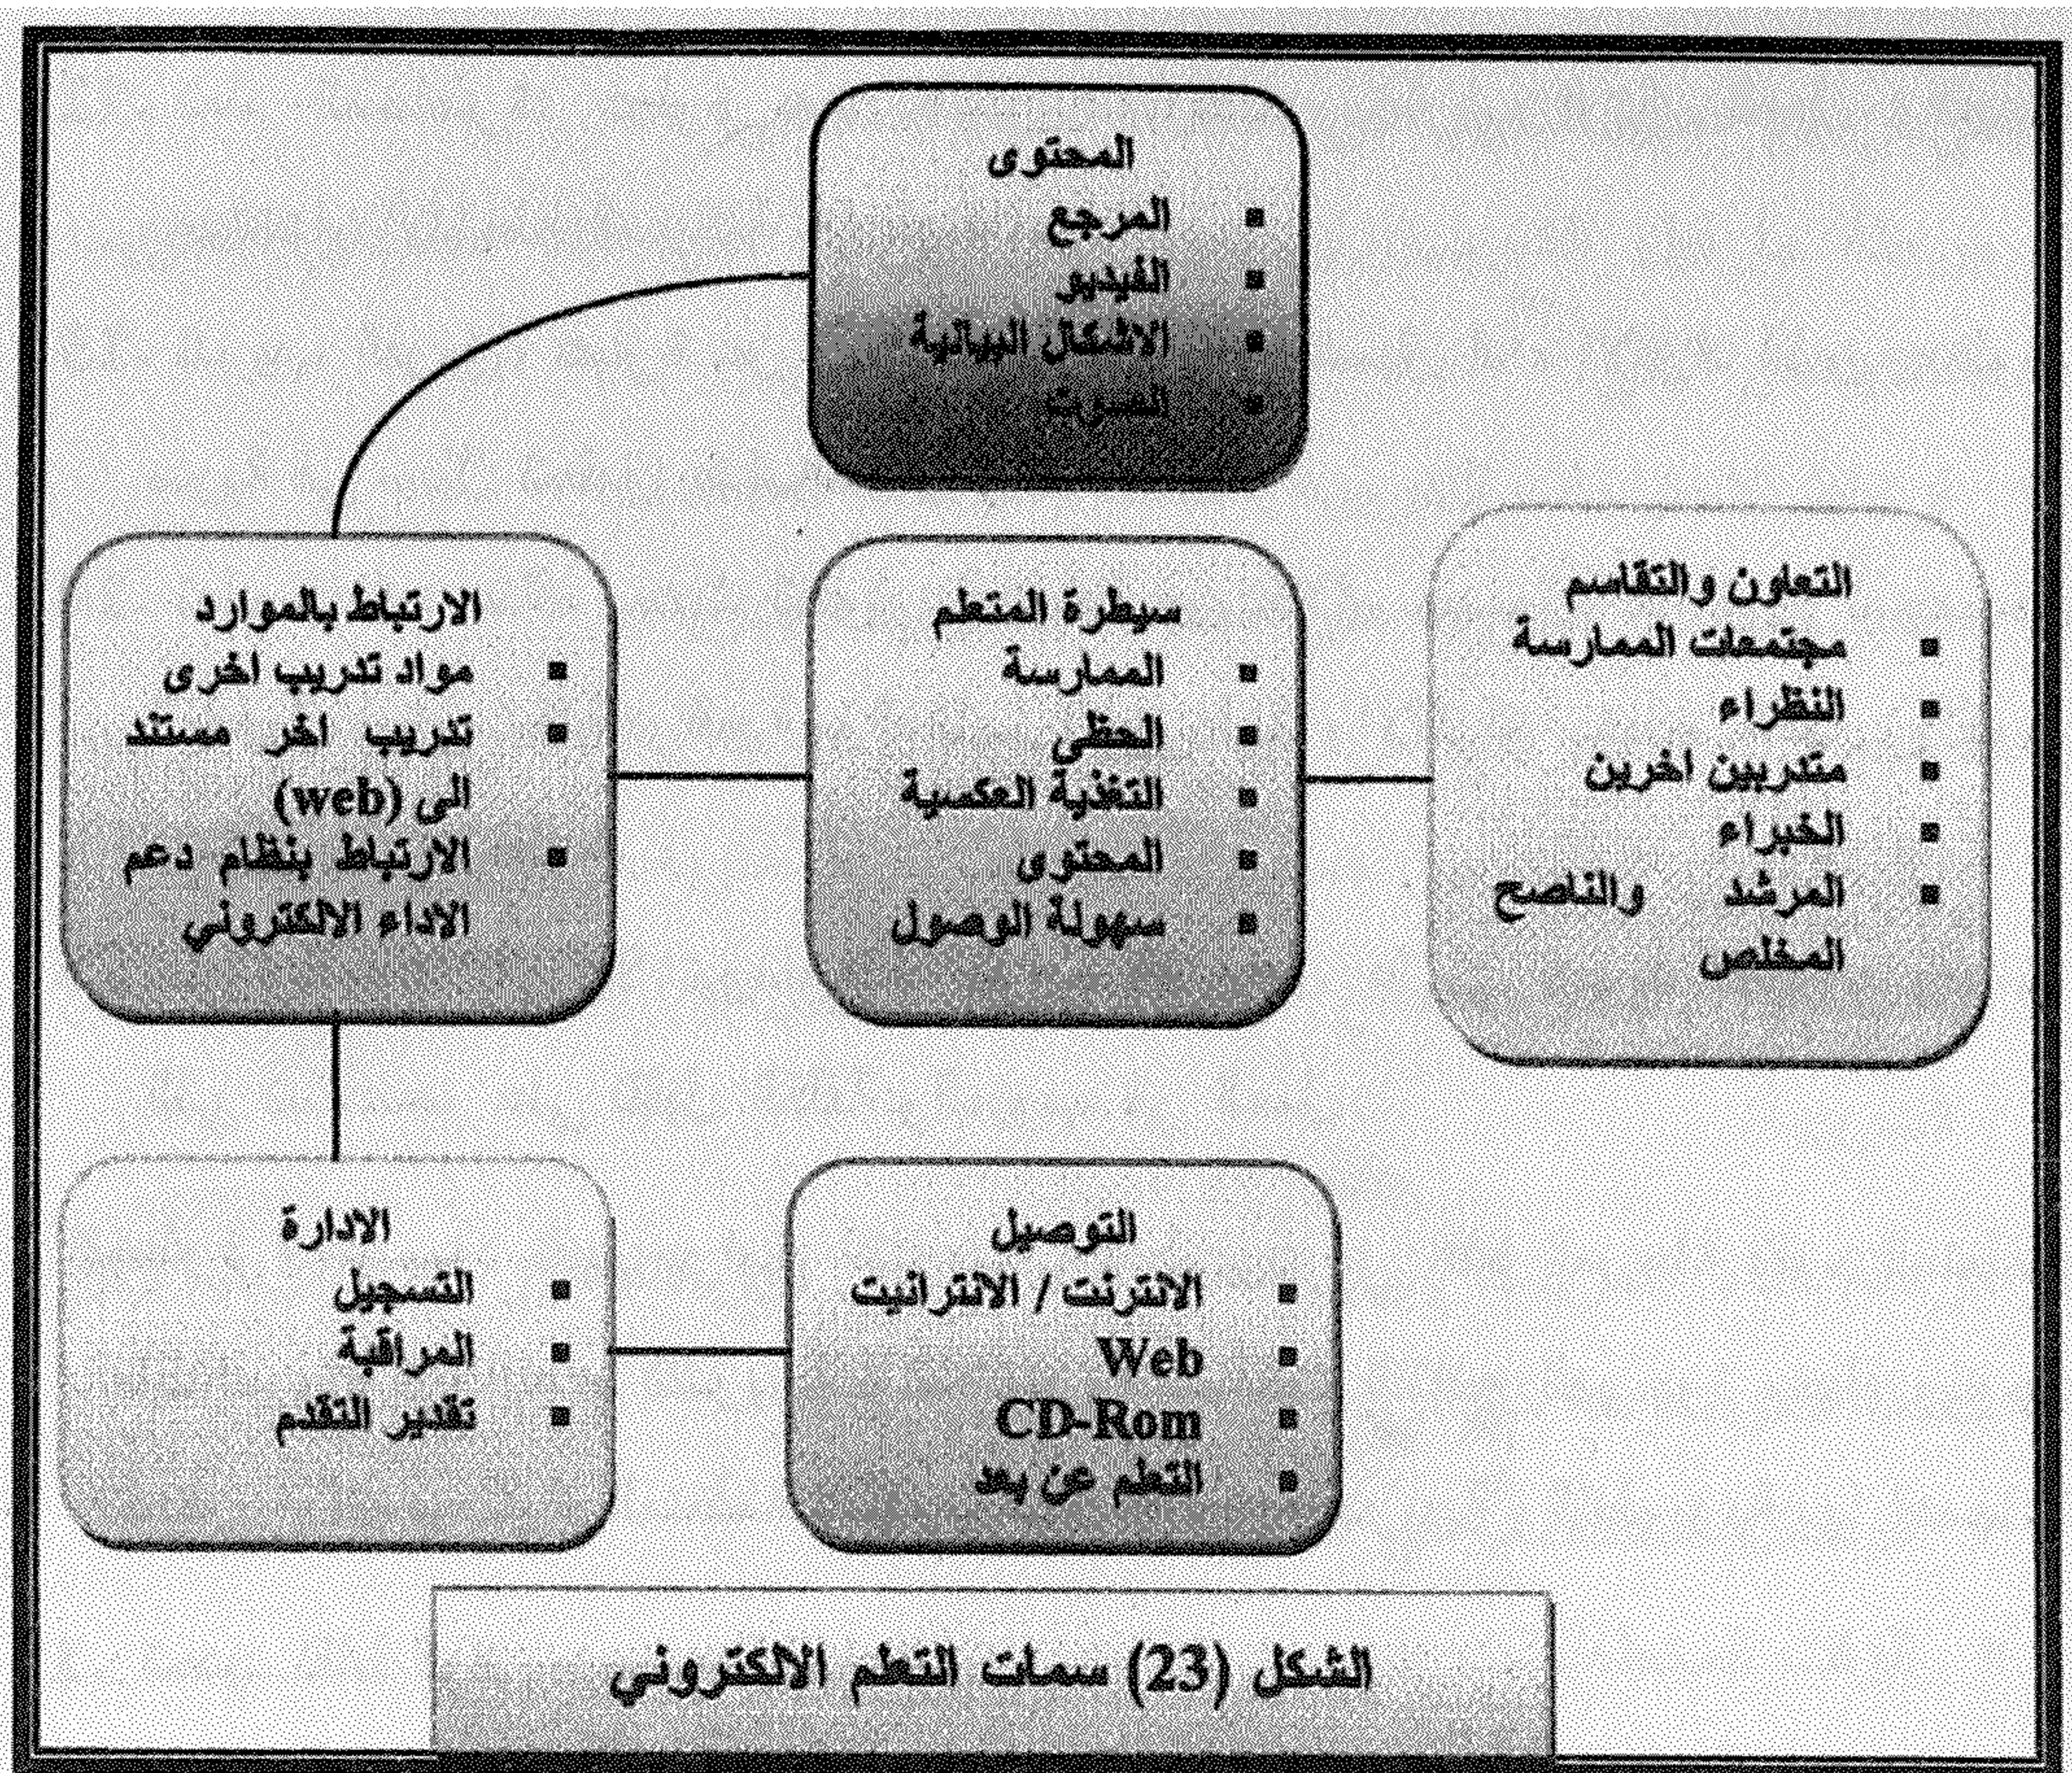 المحتوى
▪ المرجع
▪ الفيديو
▪ الاشكال البيانية
▪ الصوت
التعاون والتقاسم
▪ مجتمعات الممارسة
▪ النظراء
▪ متدربين اخرين
▪ الخبراء
▪ المرشد والناصح
المخلص
سيطرة المتعلم
▪ الممارسة
▪ الحظي
▪ التغذية العكسية
▪ المحتوى
▪ سهولة الوصول
الارتباط بالموارد
▪ مواد تدريب اخرى
▪ تدريب اخر مستند
الى (web)
▪ الارتباط بنظام دعم
الاداء الالكتروني
التوصيل
▪ الانترنت / الانترانيت
▪ Web
▪ CD-Rom
▪ التعلم عن بعد
الادارة
▪ التسجيل
▪ المراقبة
▪ تقدير التقدم
الشكل (23) سمات التعلم الالكتروني